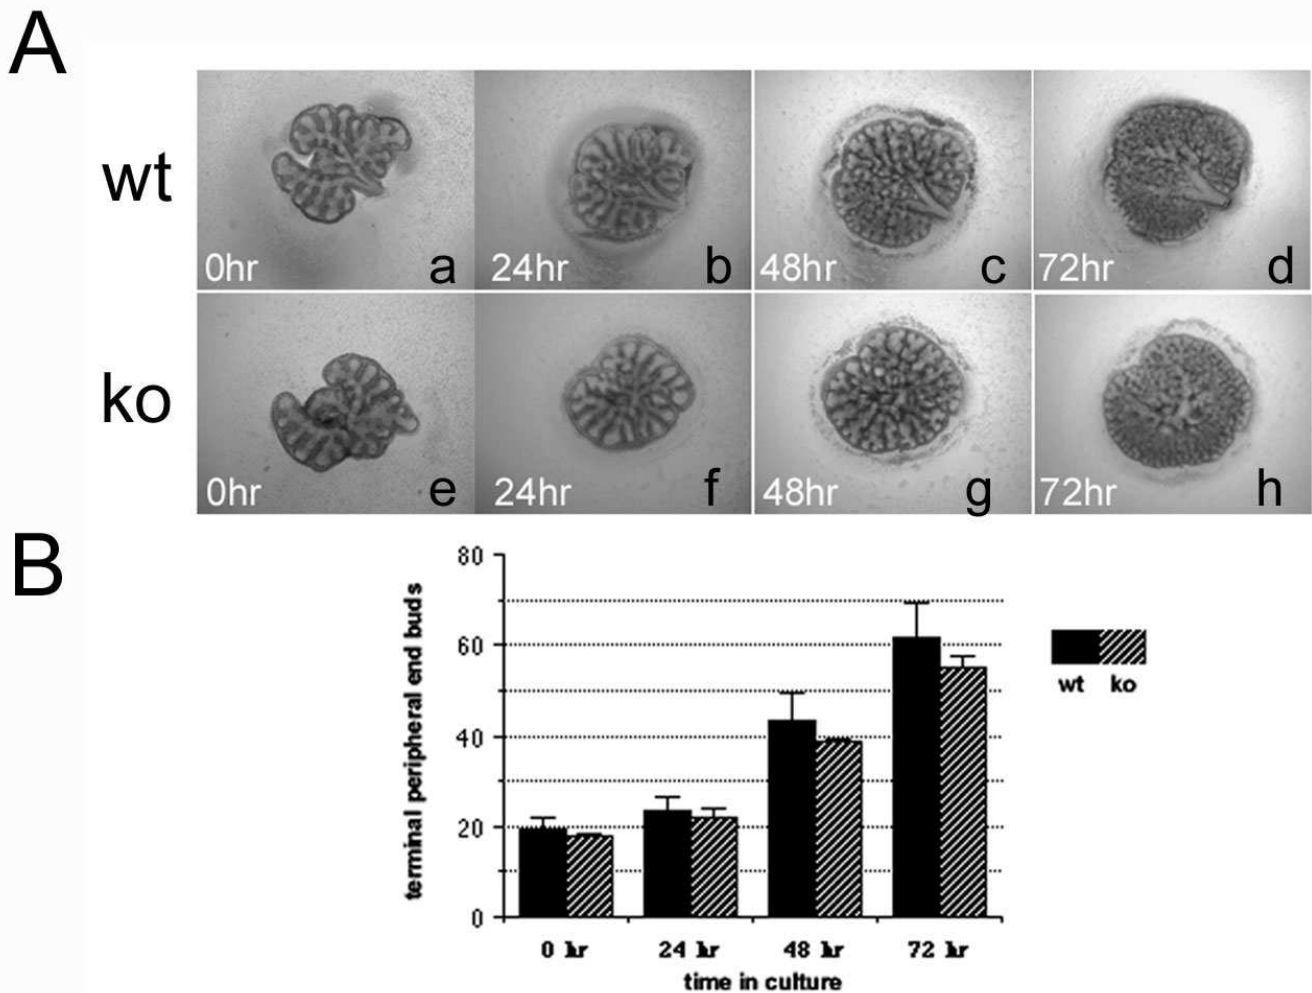 A
wt
0hr a
24hr b
48hr c
72hr d
ko
0hr e
24hr f
48hr g
72hr h
B
terminal peripheral end buds
80
60
40
20
0
0 hr 24 hr 48 hr 72 hr
time in culture
wt ko